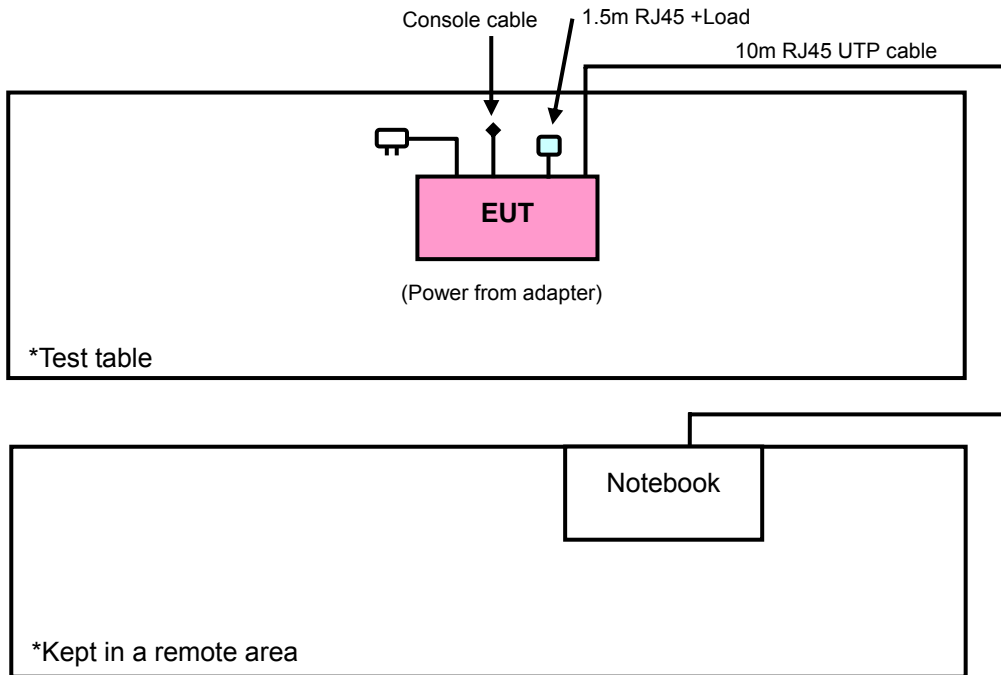 Console cable
1.5m RJ45 +Load
10m RJ45 UTP cable
EUT
(Power from adapter)
*Test table
Notebook
*Kept in a remote area